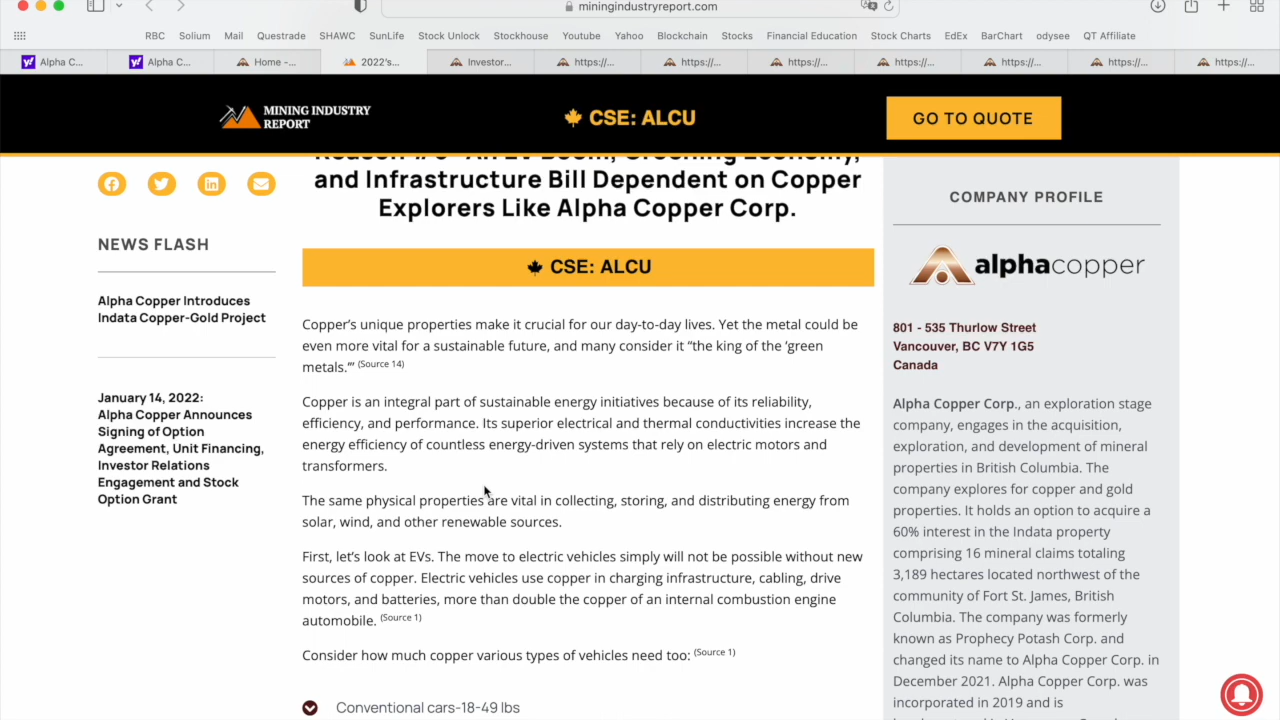 miningindustryreport.com
RBC Solium Mail Questrade SHAWC SunLife Stock Unlock Stockhouse Youtube Yahoo Blockchain Stocks Financial Education Stock Charts EdEx BarChart odysee QT Affiliate
Alpha C... Alpha C... Home -... 2022's... Investor... https://... https://... https://... https://... https://... https://... https://...
MINING INDUSTRY
REPORT
CSE: ALCU
GO TO QUOTE
and Infrastructure Bill Dependent on Copper
Explorers Like Alpha Copper Corp.
NEWS FLASH
Alpha Copper Introduces
Indata Copper-Gold Project
January 14, 2022:
Alpha Copper Announces
Signing of Option
Agreement, Unit Financing,
Investor Relations
Engagement and Stock
Option Grant
CSE: ALCU
Copper's unique properties make it crucial for our day-to-day lives. Yet the metal could be
even more vital for a sustainable future, and many consider it "the king of the 'green
metals.'" (Source 14)
Copper is an integral part of sustainable energy initiatives because of its reliability,
efficiency, and performance. Its superior electrical and thermal conductivities increase the
energy efficiency of countless energy-driven systems that rely on electric motors and
transformers.
The same physical properties are vital in collecting, storing, and distributing energy from
solar, wind, and other renewable sources.
First, let's look at EVs. The move to electric vehicles simply will not be possible without new
sources of copper. Electric vehicles use copper in charging infrastructure, cabling, drive
motors, and batteries, more than double the copper of an internal combustion engine
automobile. (Source 1)
Consider how much copper various types of vehicles need too: (Source 1)
Conventional cars-18-49 lbs
COMPANY PROFILE
alphacopper
801 - 535 Thurlow Street
Vancouver, BC V7Y 1G5
Canada
Alpha Copper Corp., an exploration stage
company, engages in the acquisition,
exploration, and development of mineral
properties in British Columbia. The
company explores for copper and gold
properties. It holds an option to acquire a
60% interest in the Indata property
comprising 16 mineral claims totaling
3,189 hectares located northwest of the
community of Fort St. James, British
Columbia. The company was formerly
known as Prophecy Potash Corp. and
changed its name to Alpha Copper Corp. in
December 2021. Alpha Copper Corp. was
incorporated in 2019 and is